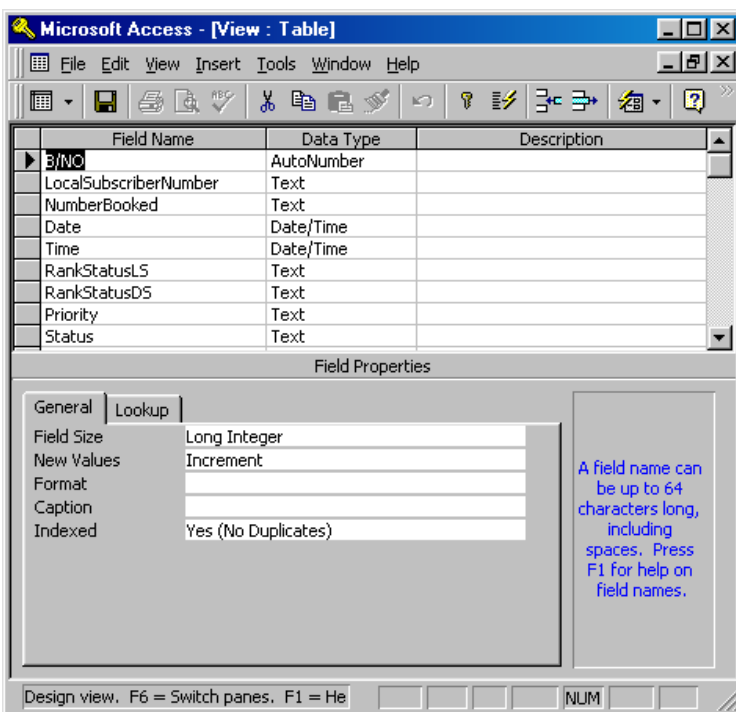 Microsoft Access - [View : Table]
File Edit View Insert Tools Window Help
Field Name Data Type Description
B/NO AutoNumber
LocalSubscriberNumber Text
NumberBooked Text
Date Date/Time
Time Date/Time
RankStatusLS Text
RankStatusDS Text
Priority Text
Status Text
Field Properties
General Lookup
Field Size Long Integer
New Values Increment
Format
Caption
Indexed Yes (No Duplicates)
A field name can
be up to 64
characters long,
including
spaces. Press
F1 for help on
field names.
Design view. F6 = Switch panes. F1 = He NUM